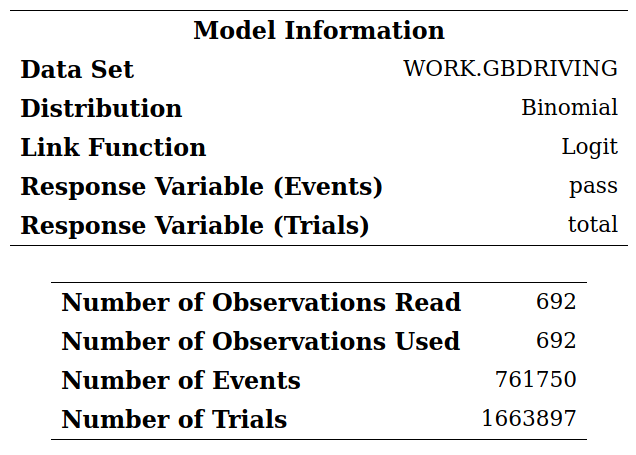 Model Information
Data Set WORK.GBDRIVING
Distribution Binomial
Link Function Logit
Response Variable (Events) pass
Response Variable (Trials) total
Number of Observations Read 692
Number of Observations Used 692
Number of Events 761750
Number of Trials 1663897